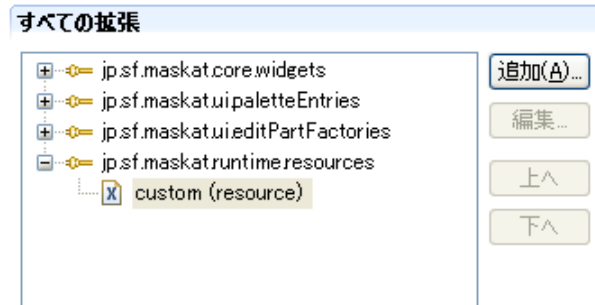 すべての拡張
jp.sf.maskat.core.widgets
jp.sf.maskat.ui.paletteEntries
jp.sf.maskat.ui.editPartFactories
jp.sf.maskat.runtime.resources
custom (resource)
追加(A)...
編集...
上へ
下へ